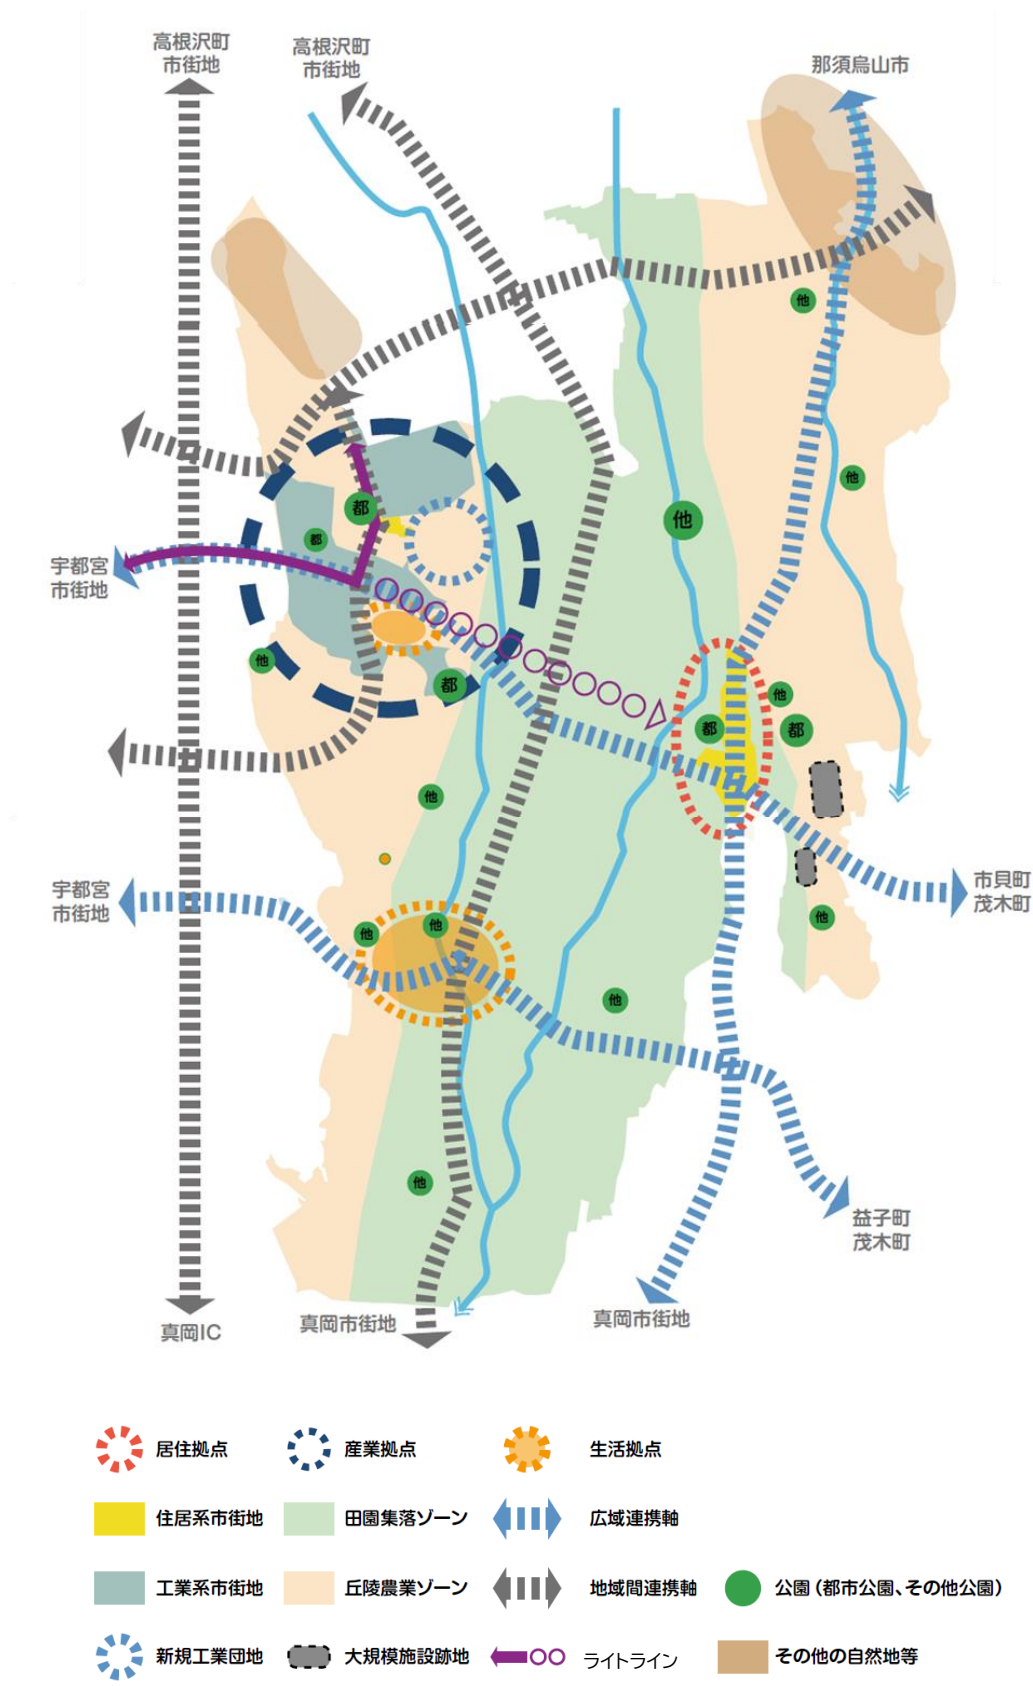 高根沢町
市街地
高根沢町
市街地
那須烏山市
他
他
都
他
都
宇都宮
市街地
他
都
他
都
都
他
宇都宮
市街地
市貝町
茂木町
他
他
他
他
他
益子町
茂木町
真岡IC
真岡市街地
真岡市街地
居住拠点
産業拠点
生活拠点
住居系市街地
田園集落ゾーン
広域連携軸
工業系市街地
丘陵農業ゾーン
地域間連携軸
公園（都市公園、その他公園）
新規工業団地
大規模施設跡地
ライトライン
その他の自然地等